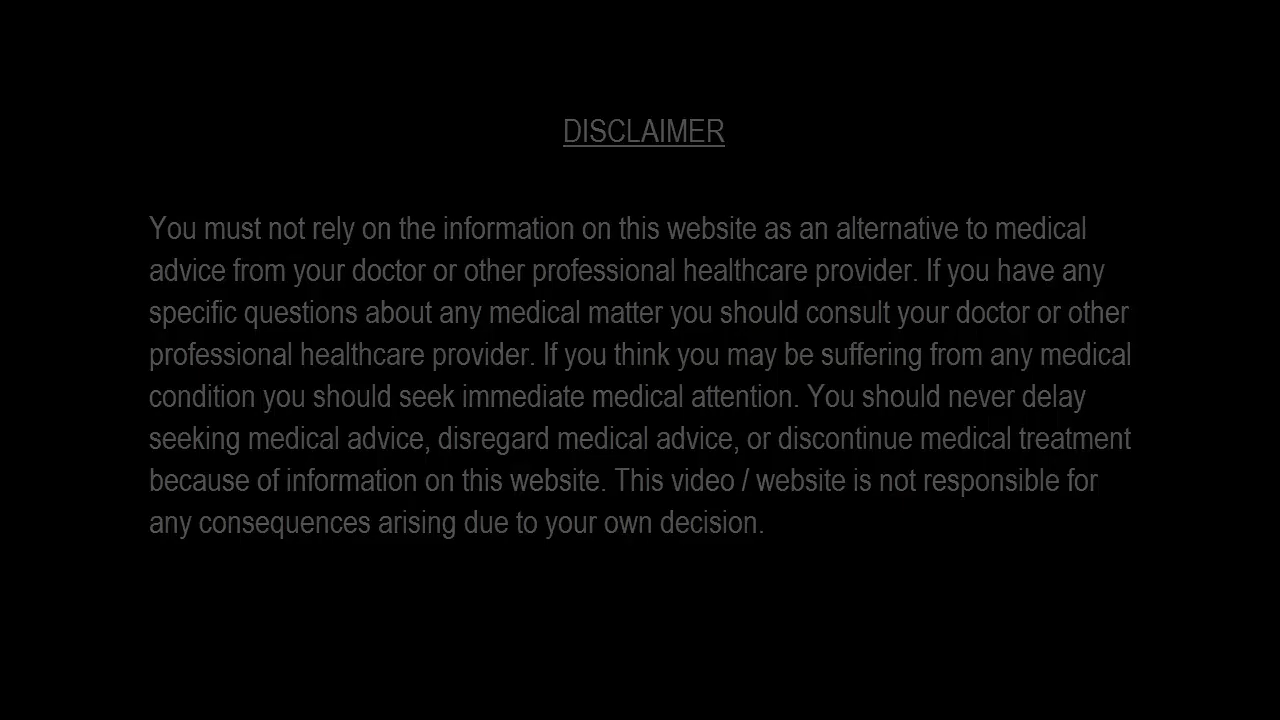 DISCLAIMER
You must not rely on the information on this website as an alternative to medical
advice from your doctor or other professional healthcare provider. If you have any
specific questions about any medical matter you should consult your doctor or other
professional healthcare provider. If you think you may be suffering from any medical
condition you should seek immediate medical attention. You should never delay
seeking medical advice, disregard medical advice, or discontinue medical treatment
because of information on this website. This video / website is not responsible for
any consequences arising due to your own decision.